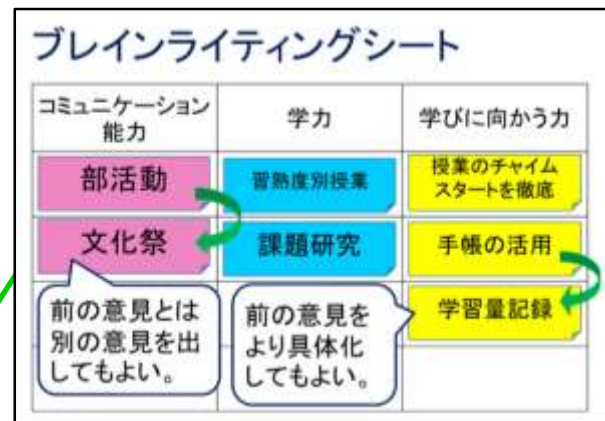 ブレインライティングシート
コミュニケーション
能力
学力
学びに向かう力
部活動
習熟度別授業
授業のチャイム
スタートを徹底
文化祭
課題研究
手帳の活用
学習量記録
前の意見とは
別の意見を出
してもよい。
前の意見を
より具体化
してもよい。